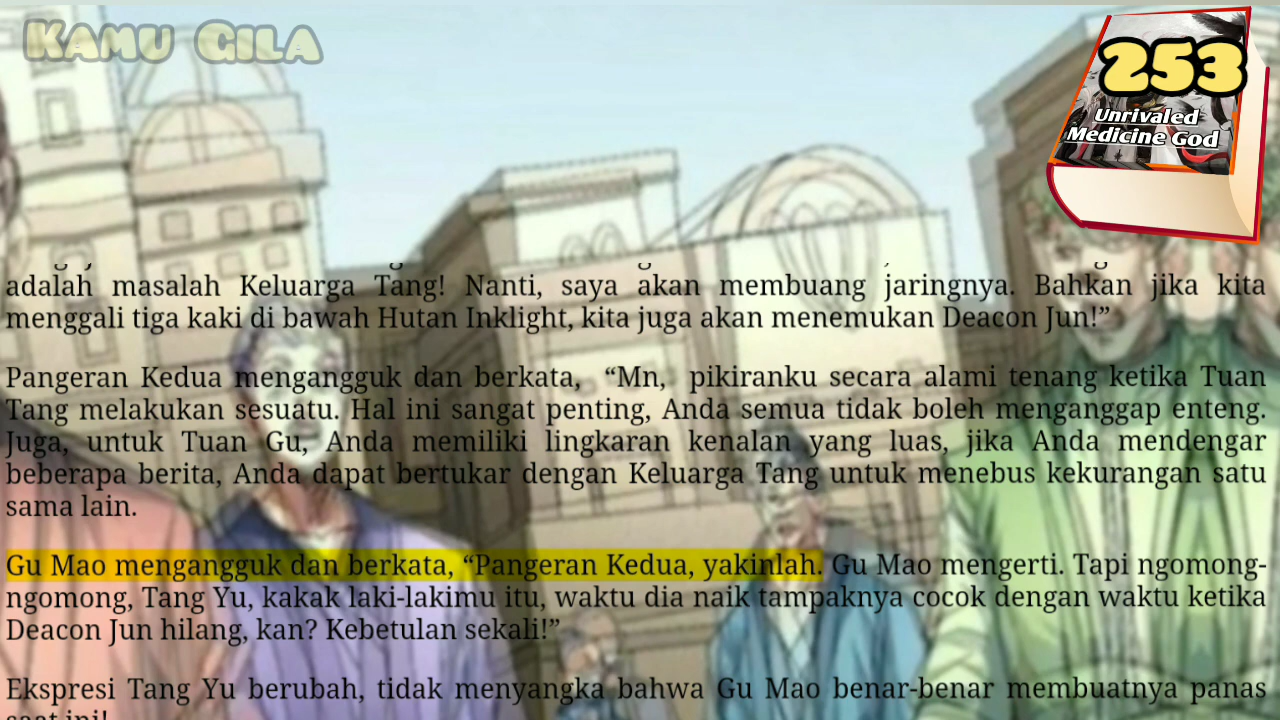 Kamu Gila
253
Unrivaled
Medicine God
adalah masalah Keluarga Tang! Nanti, saya akan membuang jaringnya. Bahkan jika kita
menggali tiga kaki di bawah Hutan Inklight, kita juga akan menemukan Deacon Jun!”
Pangeran Kedua mengangguk dan berkata, “Mn, pikiranku secara alami tenang ketika Tuan
Tang melakukan sesuatu. Hal ini sangat penting, Anda semua tidak boleh menganggap enteng.
Juga, untuk Tuan Gu, Anda memiliki lingkaran kenalan yang luas, jika Anda mendengar
beberapa berita, Anda dapat bertukar dengan Keluarga Tang untuk menebus kekurangan satu
sama lain.
Gu Mao mengangguk dan berkata, “Pangeran Kedua, yakinlah. Gu Mao mengerti. Tapi ngomong-
ngomong, Tang Yu, kakak laki-lakimu itu, waktu dia naik tampaknya cocok dengan waktu ketika
Deacon Jun hilang, kan? Kebetulan sekali!”
Ekspresi Tang Yu berubah, tidak menyangka bahwa Gu Mao benar-benar membuatnya panas
saat ini!